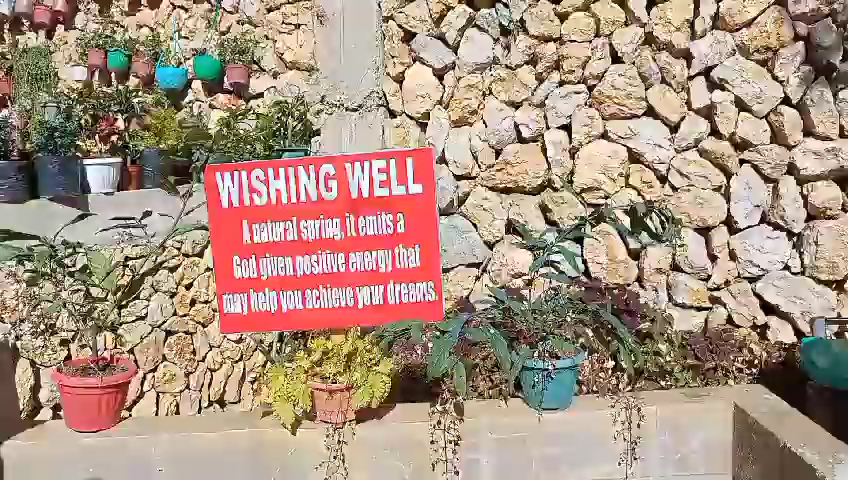 WISHING WELL
A natural spring, it emits a
God given positive energy that
may help you achieve your dreams.